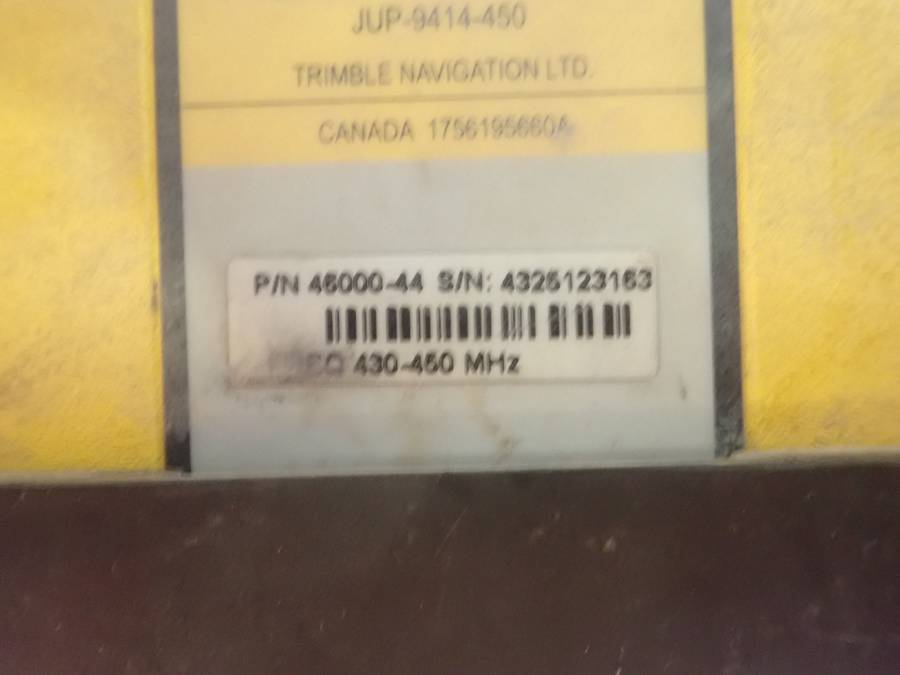 JUP-9414-450
TRIMBLE NAVIGATION LTD.
CANADA 1756195660A
P/N 46000-44 S/N: 4325123163
430-450 MHz